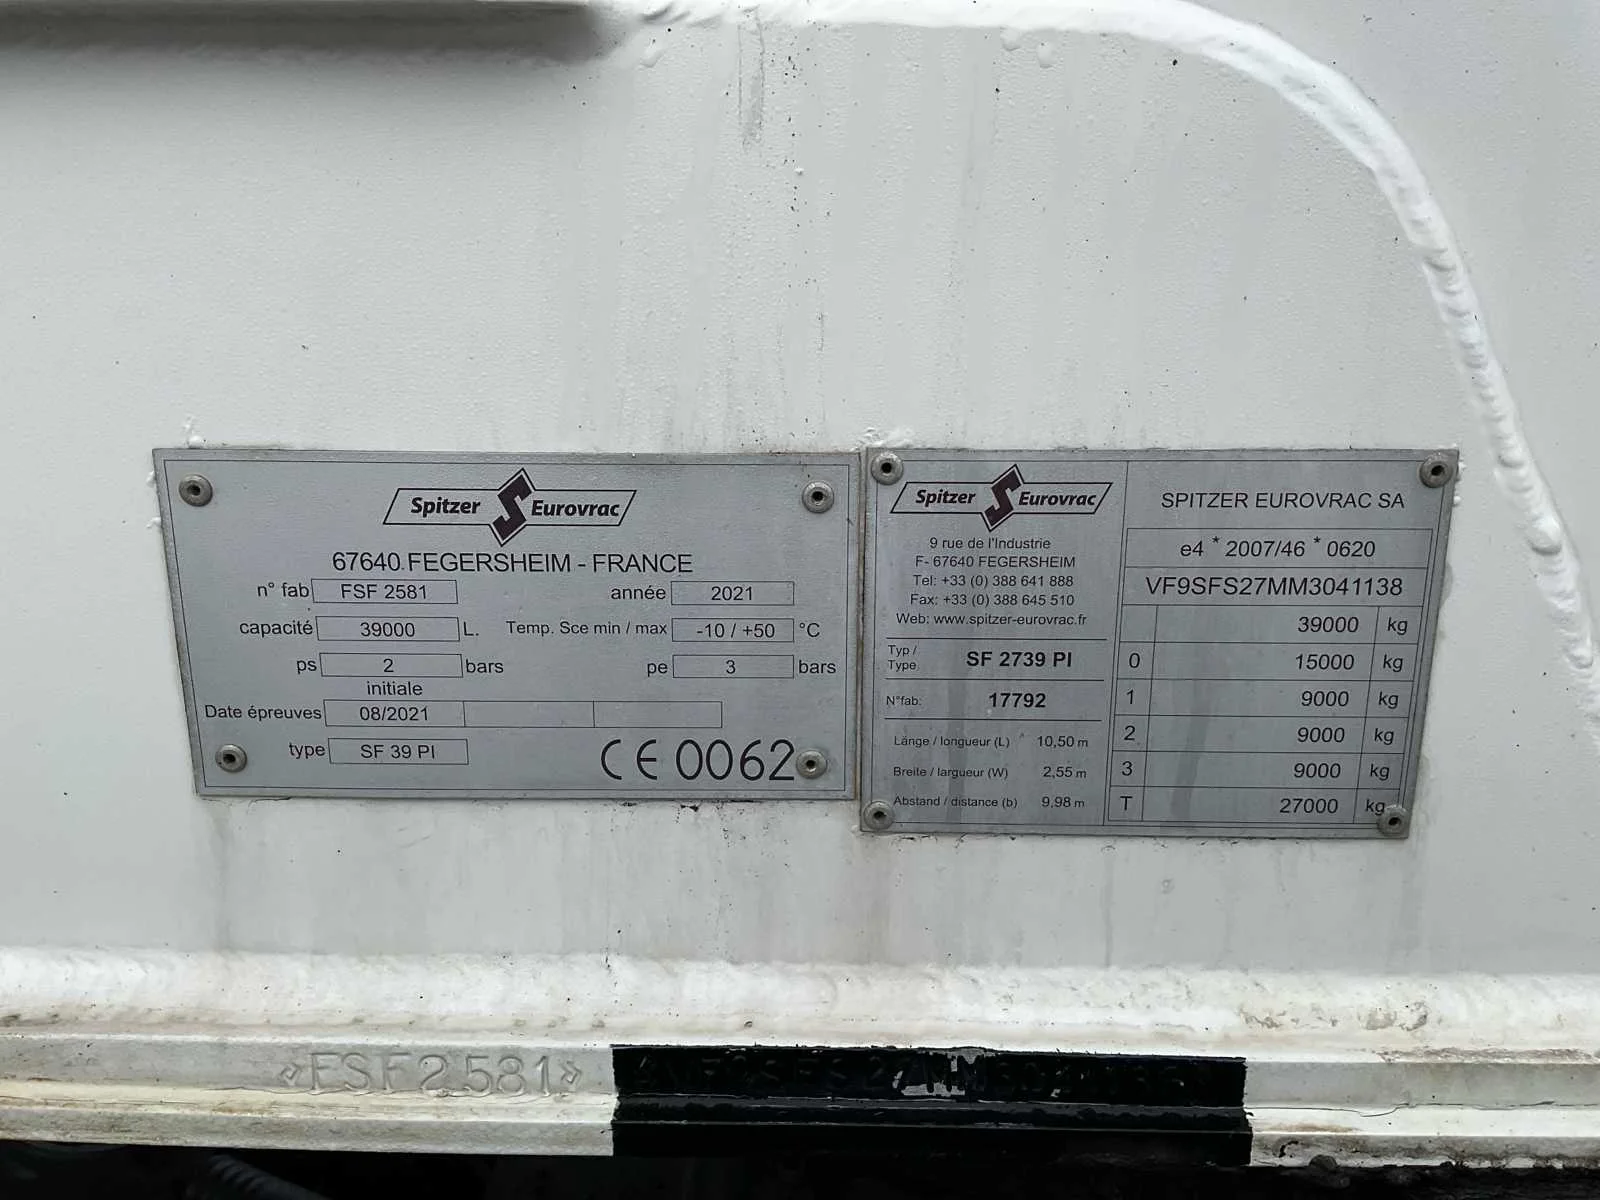 Spitzer Eurovrac
67640 FEGERSHEIM - FRANCE
n° fab FSF 2581 année 2021
capacité 39000 L. Temp. Sce min / max -10 / +50 °C
ps 2 bars pe 3 bars
initiale
Date épreuves 08/2021
type SF 39 PI CE 0062
Spitzer Eurovrac
9 rue de l'Industrie
F- 67640 FEGERSHEIM
Tel: +33 (0) 388 641 888
Fax: +33 (0) 388 645 510
Web: www.spitzer-eurovrac.fr
Typ /
Type SF 2739 PI
N°fab: 17792
Länge / longueur (L) 10,50 m
Breite / largueur (W) 2,55 m
Abstand / distance (b) 9,98 m
SPITZER EUROVRAC SA
e4 * 2007/46 * 0620
VF9SFS27MM3041138
39000 kg
0 15000 kg
1 9000 kg
2 9000 kg
3 9000 kg
T 27000 kg
FSF2581